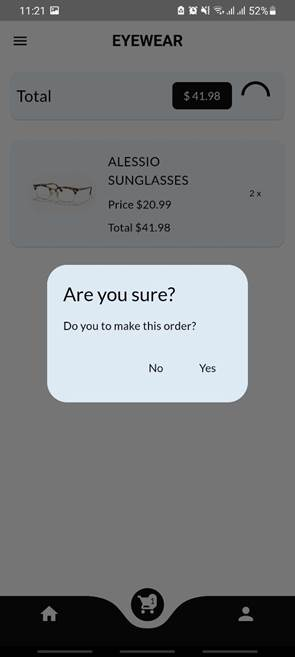 11:21 52%
EYEWEAR
Total $ 41.98
ALESSIO
SUNGLASSES
Price $20.99
2 x
Total $41.98
Are you sure?
Do you to make this order?
No Yes
1